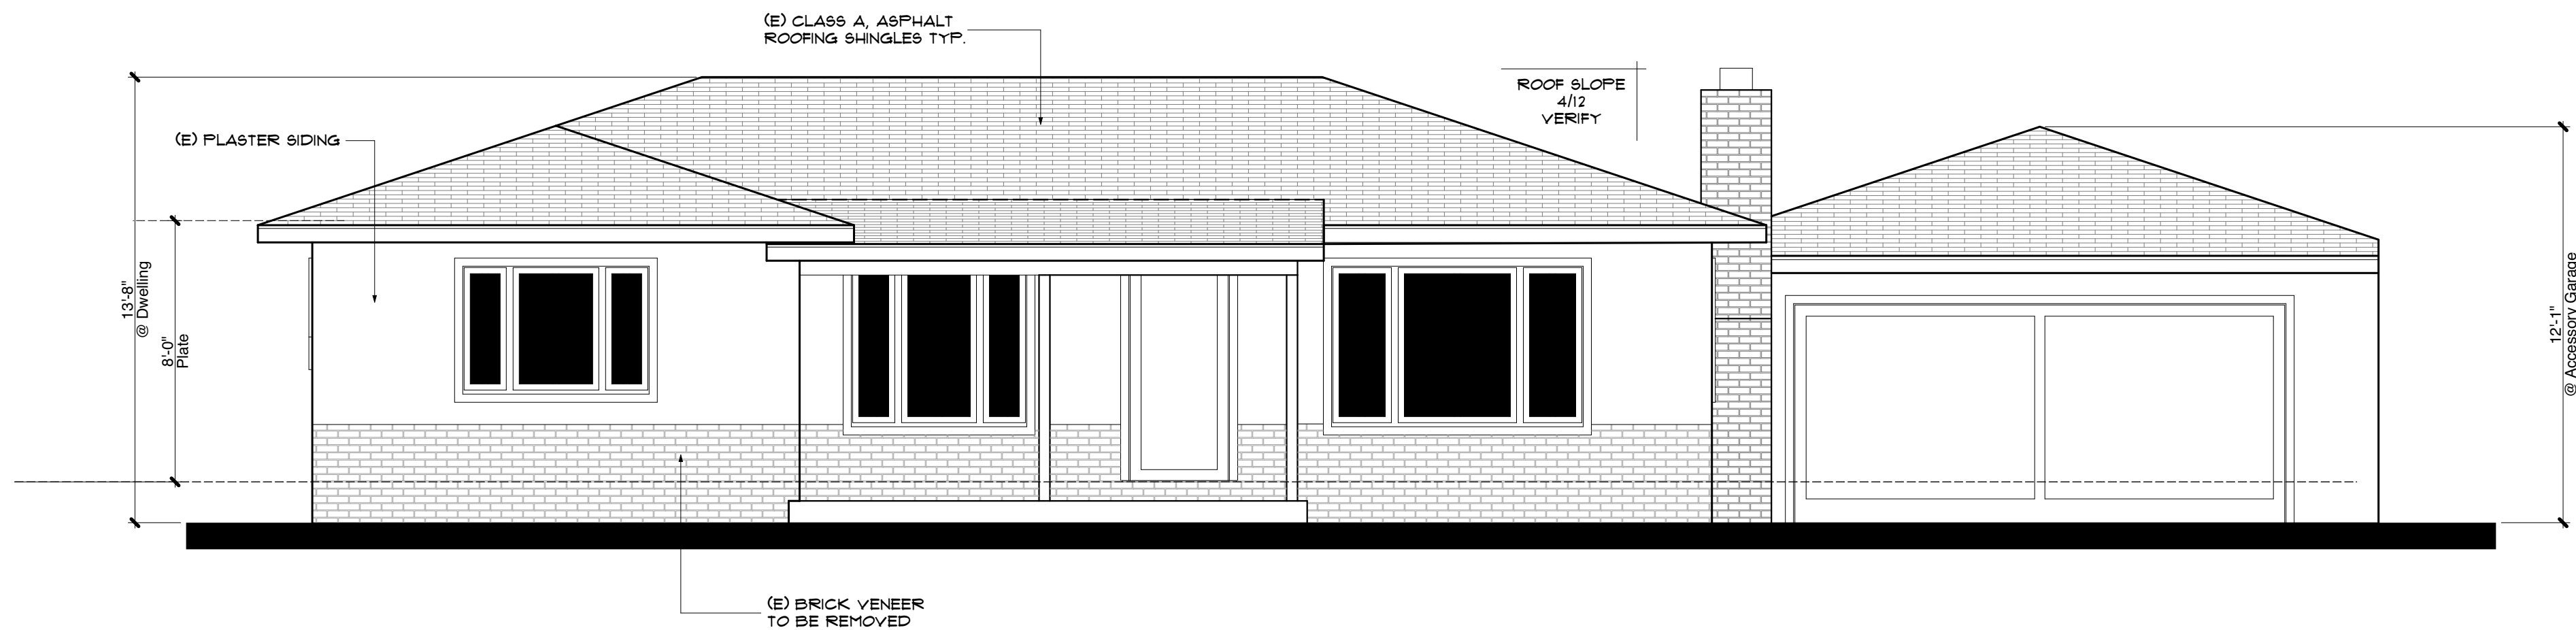 (E) CLASS A, ASPHALT
ROOFING SHINGLES TYP.
ROOF SLOPE
4/12
VERIFY
(E) PLASTER SIDING
13'-8"
@ Dwelling
8'-0"
Plate
12'-1"
@ Accessory Garage
(E) BRICK VENEER
TO BE REMOVED